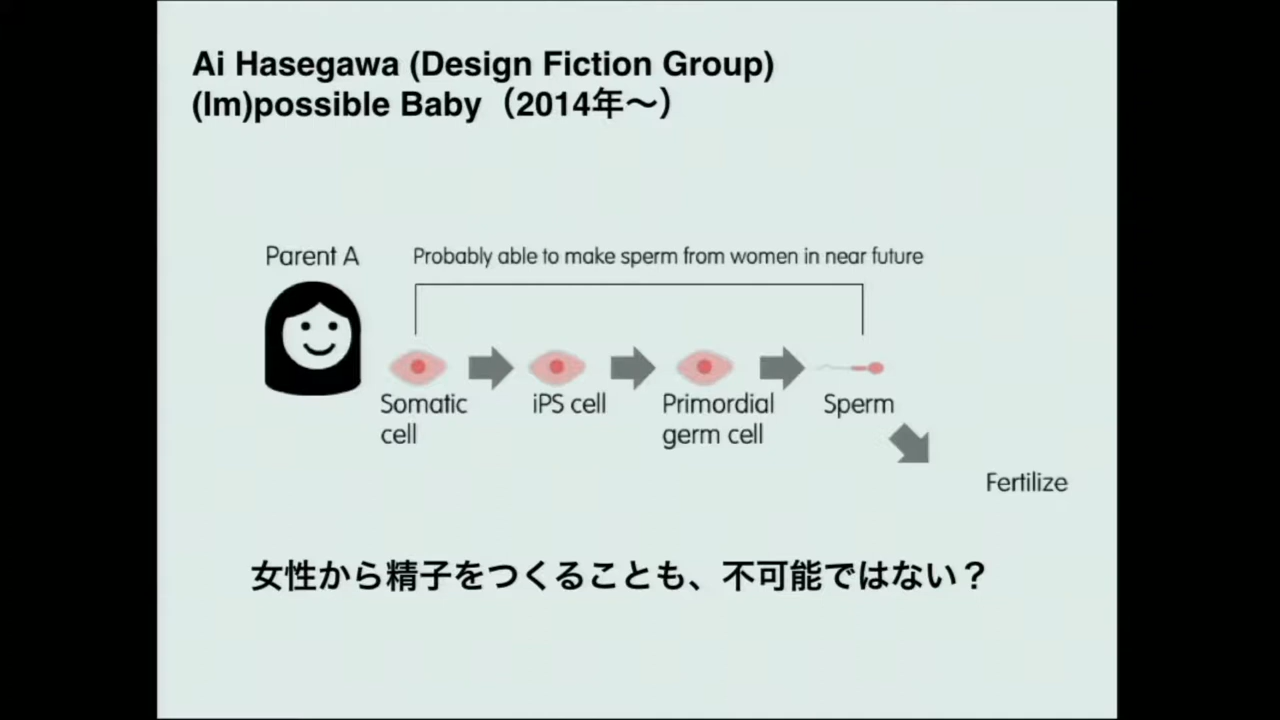 Ai Hasegawa (Design Fiction Group)
(Im)possible Baby（2014年〜）
Parent A
Probably able to make sperm from women in near future
Somatic
cell
iPS cell
Primordial
germ cell
Sperm
Fertilize
女性から精子をつくることも、不可能ではない？